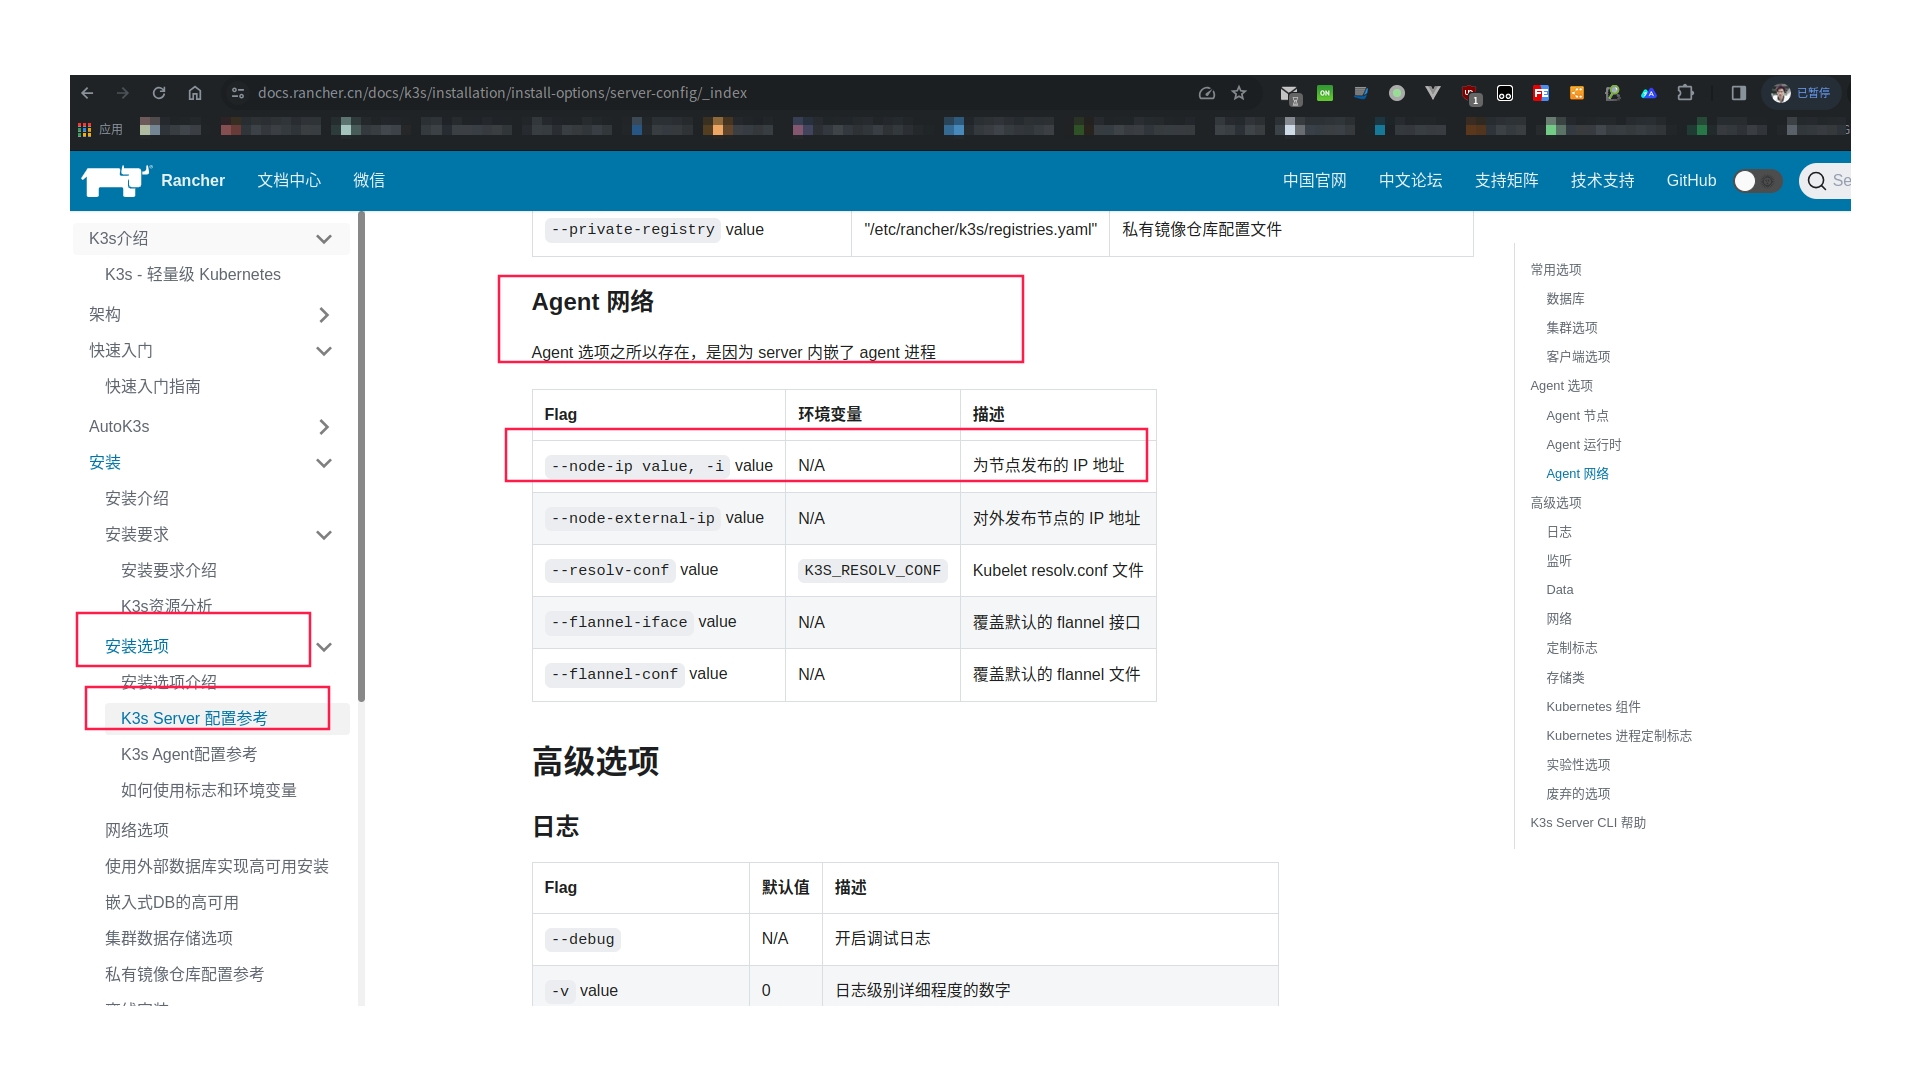 docs.rancher.cn/docs/k3s/installation/install-options/server-config/_index
已暂停
应用
Rancher
文档中心
微信
中国官网
中文论坛
支持矩阵
技术支持
GitHub
Se
K3s介绍
K3s - 轻量级 Kubernetes
架构
快速入门
快速入门指南
AutoK3s
安装
安装介绍
安装要求
安装要求介绍
K3s资源分析
安装选项
安装选项介绍
K3s Server 配置参考
K3s Agent配置参考
如何使用标志和环境变量
网络选项
使用外部数据库实现高可用安装
嵌入式DB的高可用
集群数据存储选项
私有镜像仓库配置参考
--private-registry value "/etc/rancher/k3s/registries.yaml" 私有镜像仓库配置文件
Agent 网络
Agent 选项之所以存在，是因为 server 内嵌了 agent 进程
Flag 环境变量 描述
--node-ip value, -i value N/A 为节点发布的 IP 地址
--node-external-ip value N/A 对外发布节点的 IP 地址
--resolv-conf value K3S_RESOLV_CONF Kubelet resolv.conf 文件
--flannel-iface value N/A 覆盖默认的 flannel 接口
--flannel-conf value N/A 覆盖默认的 flannel 文件
高级选项
日志
Flag 默认值 描述
--debug N/A 开启调试日志
-v value 0 日志级别详细程度的数字
常用选项
数据库
集群选项
客户端选项
Agent 选项
Agent 节点
Agent 运行时
Agent 网络
高级选项
日志
监听
Data
网络
定制标志
存储类
Kubernetes 组件
Kubernetes 进程定制标志
实验性选项
废弃的选项
K3s Server CLI 帮助